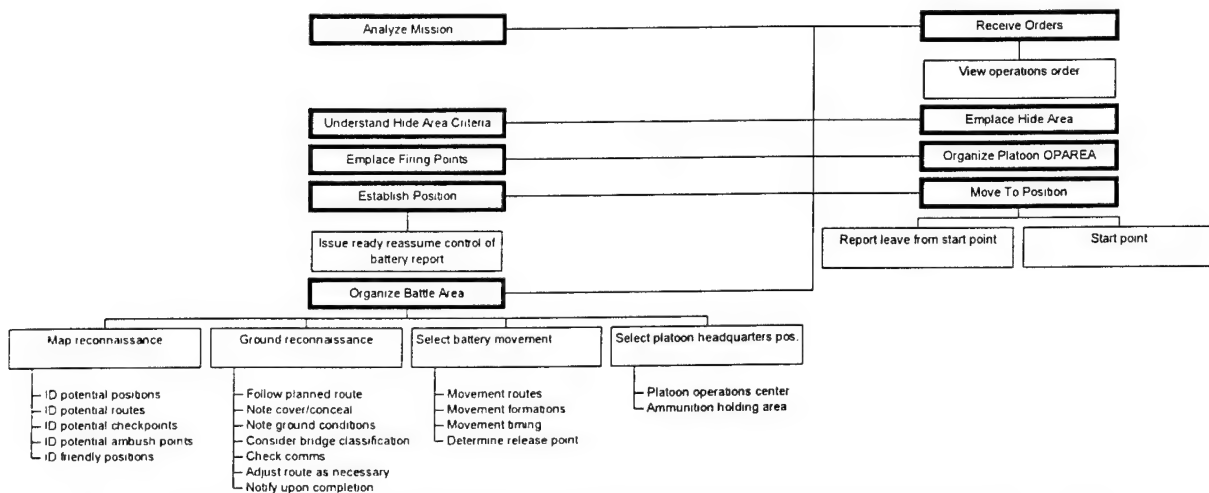 Analyze Mission
Receive Orders
View operations order
Understand Hide Area Criteria
Emplace Hide Area
Emplace Firing Points
Organize Platoon OPAREA
Establish Position
Move To Position
Issue ready reassume control of
battery report
Report leave from start point
Start point
Organize Battle Area
Map reconnaissance
Ground reconnaissance
Select battery movement
Select platoon headquarters pos.
ID potential positions
ID potential routes
ID potential checkpoints
ID potential ambush points
ID friendly positions
Follow planned route
Note cover/conceal
Note ground conditions
Consider bridge classification
Check comms
Adjust route as necessary
Notify upon completion
Movement routes
Movement formations
Movement timing
Determine release point
Platoon operations center
Ammunition holding area